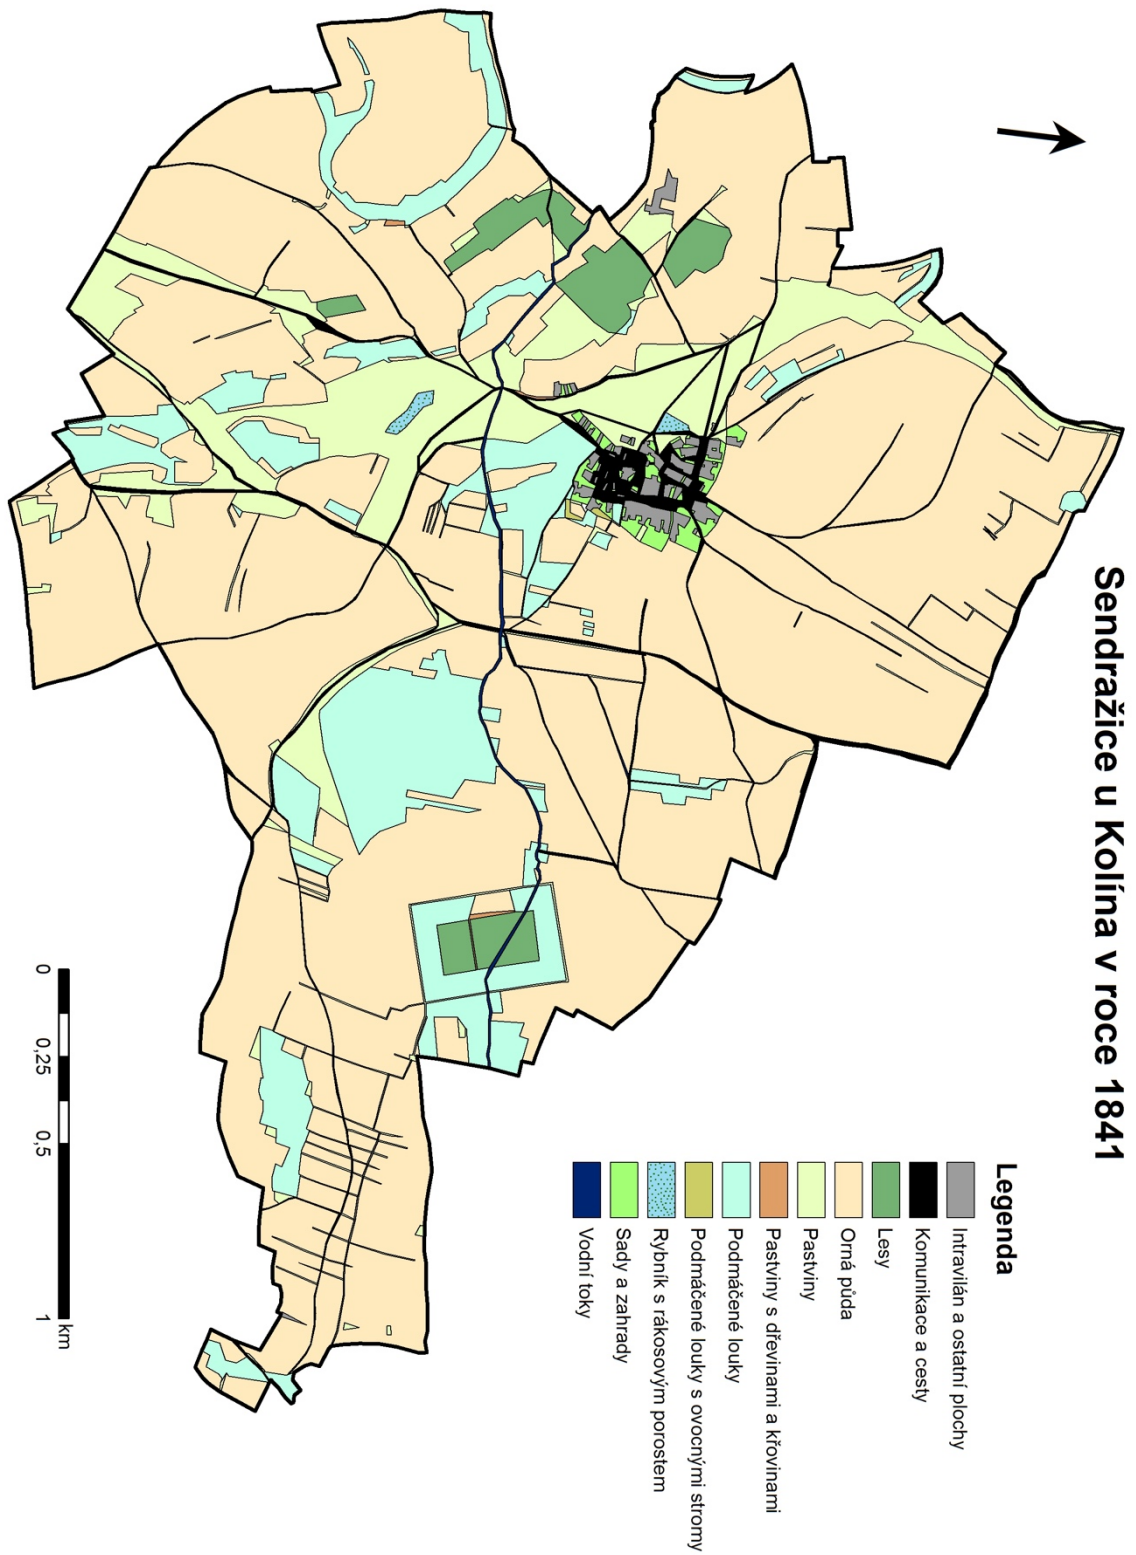 Sendražice u Kolína v roce 1841
Legenda
Intravilán a ostatní plochy
Komunikace a cesty
Lesy
Orná půda
Pastviny
Pastviny s dřevinami a křovinami
Podmáčené louky
Podmáčené louky s ovocnými stromy
Rybník s rákosovým porostem
Sady a zahrady
Vodní toky
0 0,25 0,5 1
km